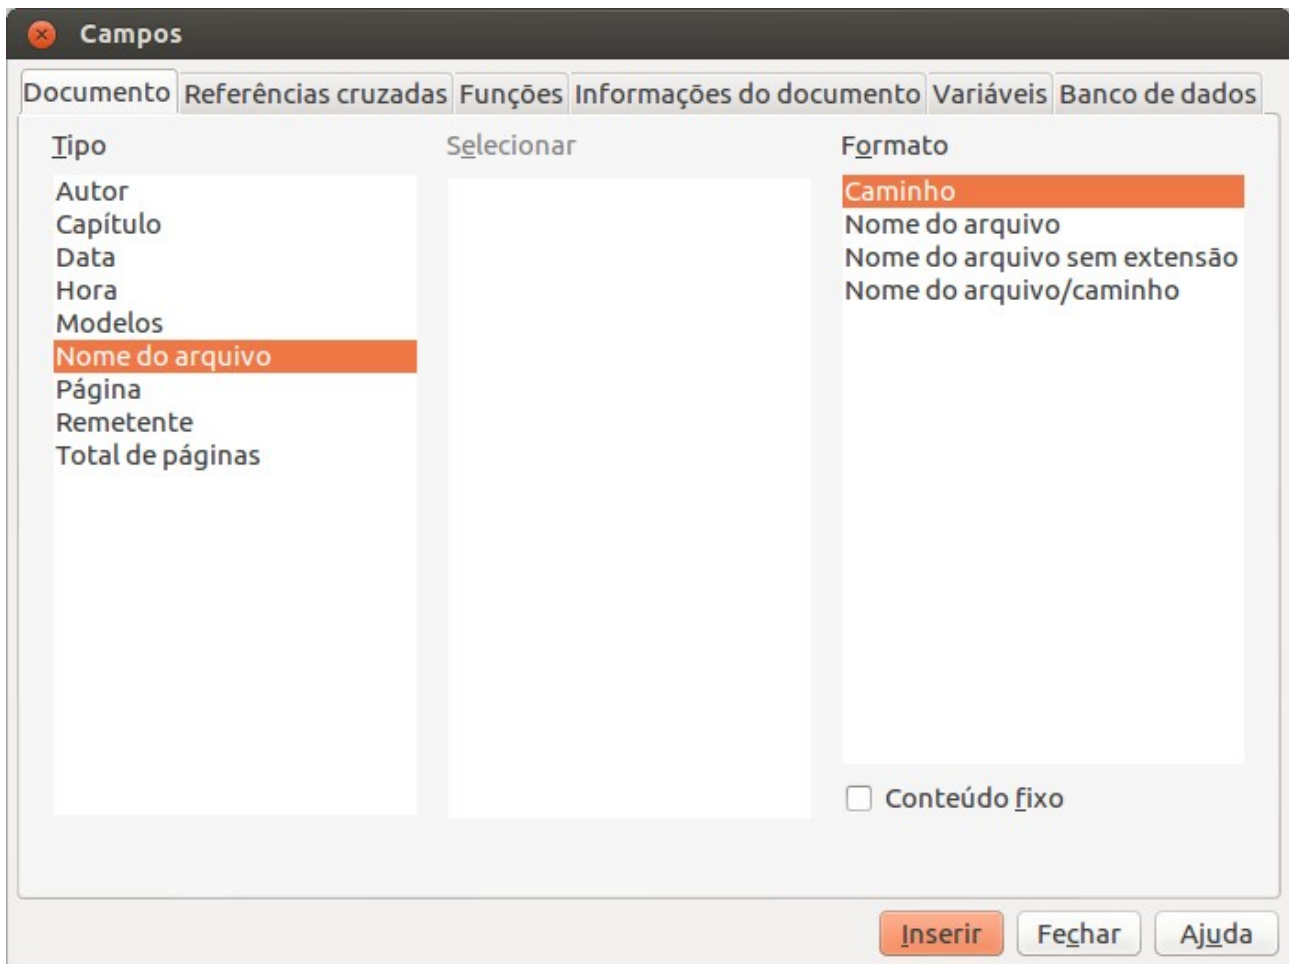 Campos
Documento Referências cruzadas Funções Informações do documento Variáveis Banco de dados
Tipo
Autor
Capítulo
Data
Hora
Modelos
Nome do arquivo
Página
Remetente
Total de páginas
Selecionar
Formato
Caminho
Nome do arquivo
Nome do arquivo sem extensão
Nome do arquivo/caminho
Conteúdo fixo
Inserir Fechar Ajuda